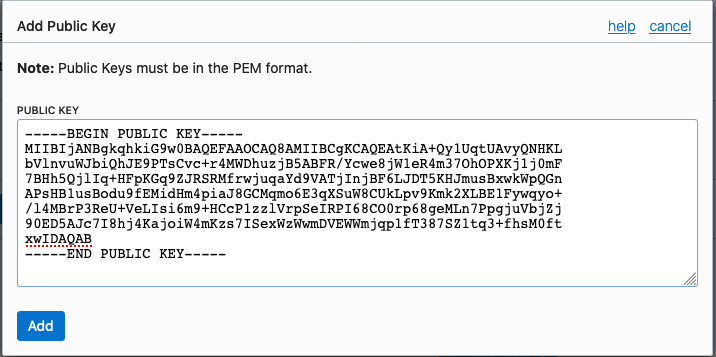 Add Public Key
help
cancel
Note: Public Keys must be in the PEM format.
PUBLIC KEY
-----BEGIN PUBLIC KEY-----
MIIBIjANBgkqhkiG9w0BAQEFAAOCAQ8AMIIBCgKCAQEAtKiA+Qy1UqtUAvyQNHKL
bVlnvuWJbiQhJE9PTsCvc+r4MWDhuzjB5ABFR/Ycwe8jW1eR4m37OhOPXKj1j0mF
7BHh5QjlIq+HFpKGq9ZJRSRMfrwjuqaYd9VATjInjBF6LJDT5KHJmusBxwkWpQGn
APsHB1usBodu9fEMidHm4piaJ8GCMqmo6E3qXSuW8CUkLpv9Kmk2XLBE1Fywqyo+
/l4MBrP3ReU+VeLIsi6m9+HCcPlzzlVrpSeIRPI68CO0rp68geMLn7PpgjuVbjZj
90ED5AJc7I8hj4KajoiW4mKzs7ISexWzWwmDVEWWmjqp1fT387SZ1tq3+fhsM0ft
xwIDAQAB
-----END PUBLIC KEY-----
Add